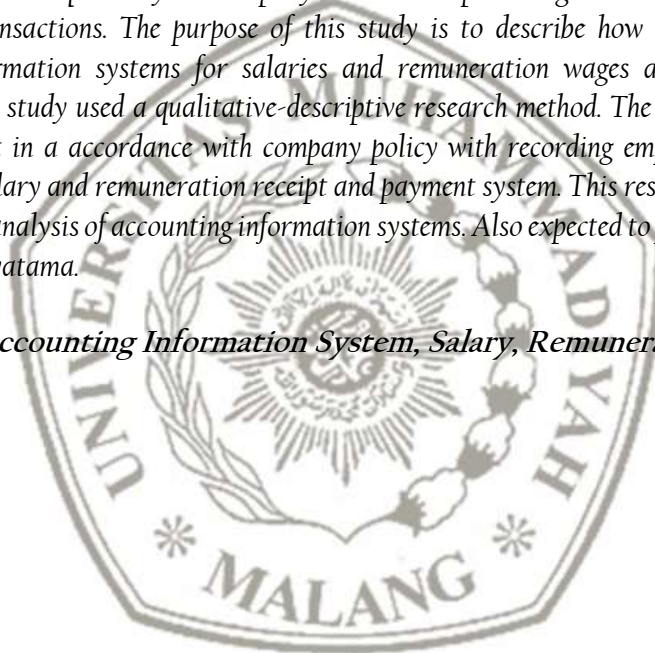 nsactions. The purpose of this study is to describe how
rmation systems for salaries and remuneration wages a
study used a qualitative-descriptive research method. The
t in a accordance with company policy with recording em
lary and remuneration receipt and payment system. This res
nalysis of accounting information systems. Also expected to
atama.
ccounting Information System, Salary, Remuner
UNIVERSITAS MUHAMMADIYAH
MALANG